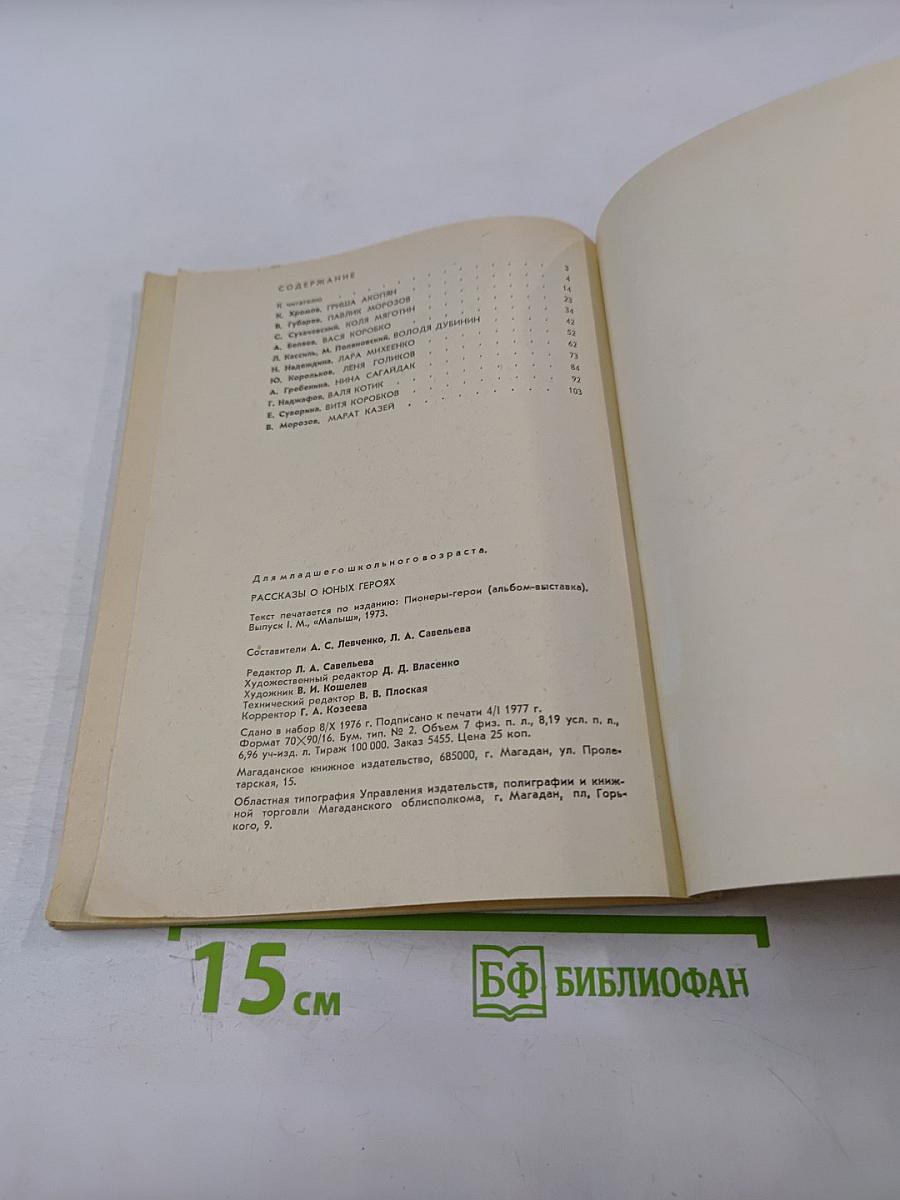 СОДЕРЖАНИЕ
К читателю 3
К. Хромов, ГРИША АКОПЯН 4
В. Губарев, ПАВЛИК МОРОЗОВ 14
С. Сухачевский, КОЛЯ МЯГОТИН 23
А. Беляев, ВАСЯ КОРОБКО 34
Л. Кассиль, М. Поляновский, ВОЛОДЯ ДУБИНИН 42
Н. Надеждина, ЛАРА МИХЕЕНКО 52
Ю. Корольков, ЛЕНЯ ГОЛИКОВ 62
А. Гребенина, НИНА САГАЙДАК 73
Г. Наджафов, ВАЛЯ КОТИК 84
Е. Суворина, ВИТЯ КОРОБКОВ 92
В. Морозов, МАРАТ КАЗЕЙ 103
Для младшего школьного возраста.
РАССКАЗЫ О ЮНЫХ ГЕРОЯХ
Текст печатается по изданию: Пионеры-герои (альбом-выставка).
Выпуск I. М., «Малыш», 1973.
Составители А. С. Левченко, Л. А. Савельева
Редактор Л. А. Савельева
Художественный редактор Д. Д. Власенко
Художник В. И. Кошелев
Технический редактор В. В. Плоская
Корректор Г. А. Козеева
Сдано в набор 8/X 1976 г. Подписано к печати 4/I 1977 г.
Формат 70×90/16. Бум. тип. № 2. Объем 7 физ. п. л., 8,19 усл. п. л.,
6,96 уч-изд. л. Тираж 100 000. Заказ 5455. Цена 25 коп.
Магаданское книжное издательство, 685000, г. Магадан, ул. Проле-
тарская, 15.
Областная типография Управления издательств, полиграфии и книж-
ной торговли Магаданского облисполкома, г. Магадан, пл. Горь-
кого, 9.
15 см
БФ БИБЛИОФАН